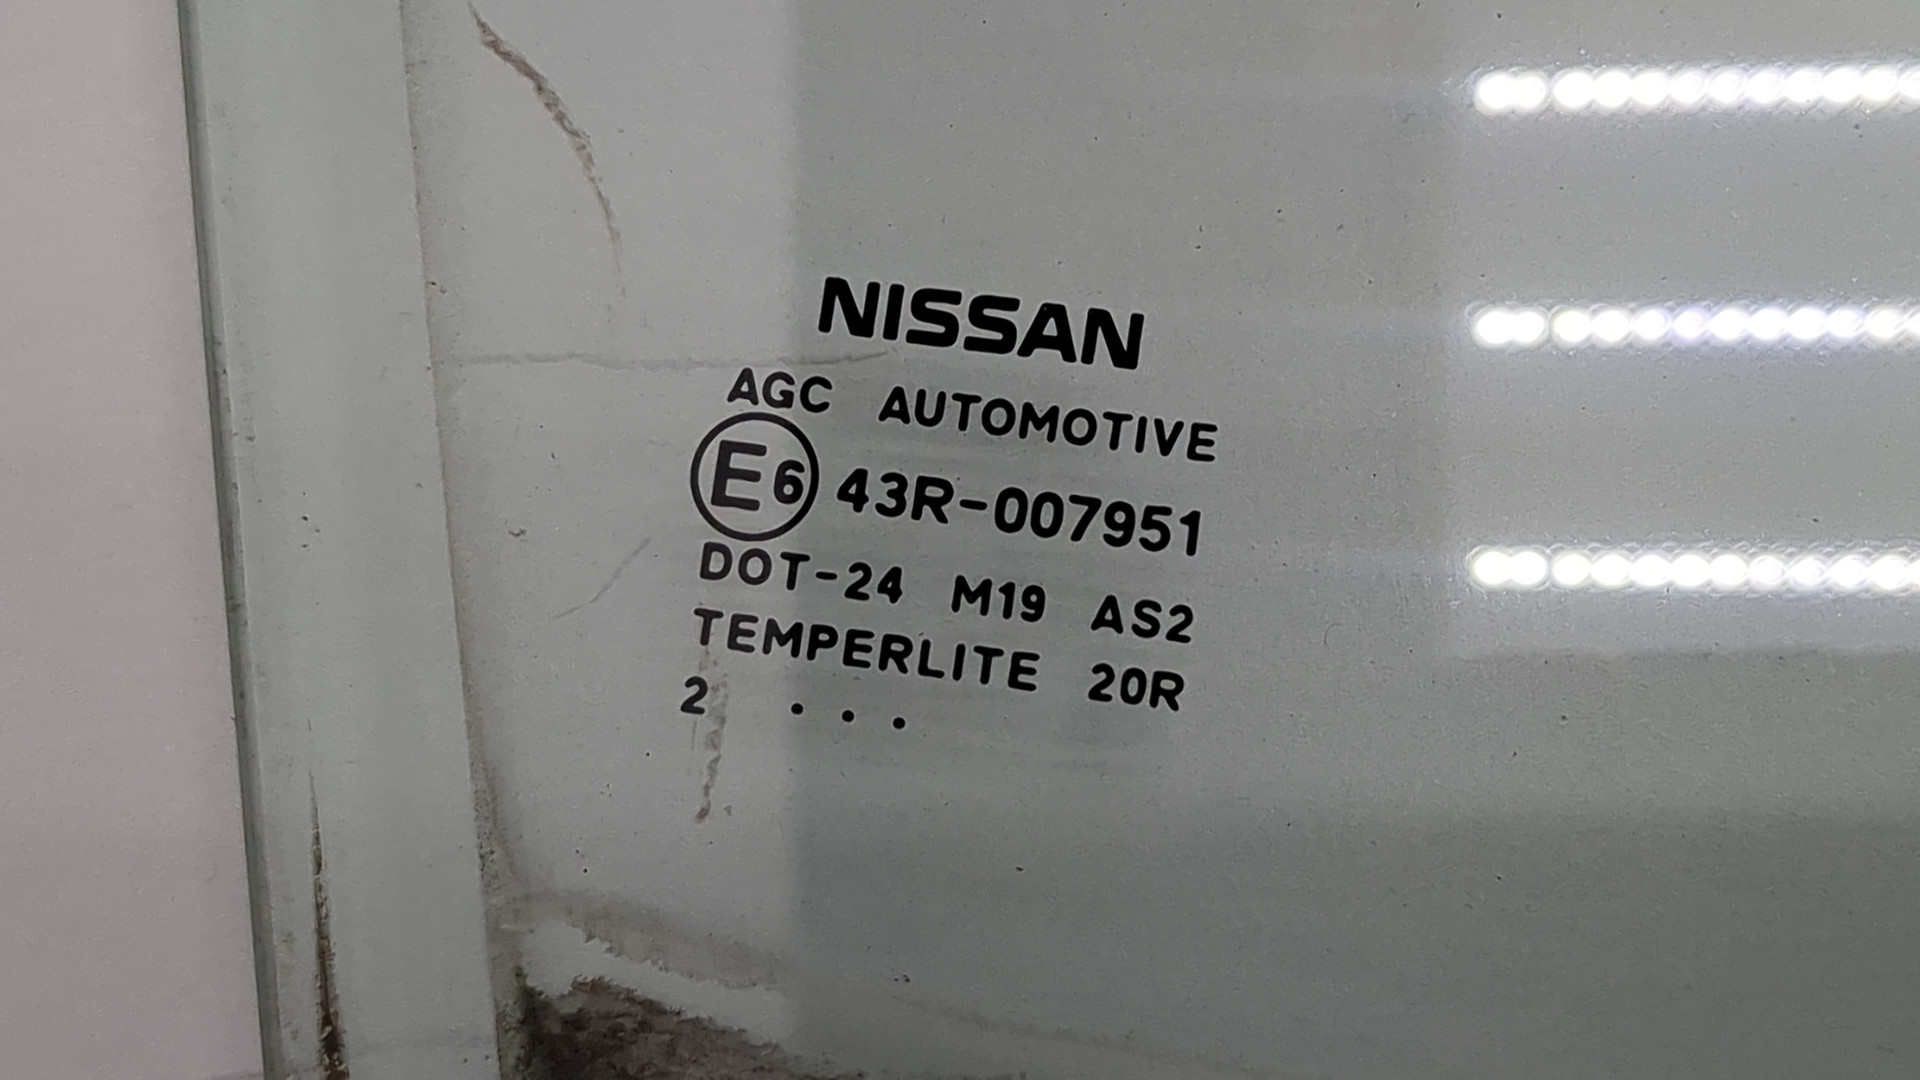 NISSAN
AGC AUTOMOTIVE
E6 43R-007951
DOT-24 M19 AS2
TEMPERLITE 20R
2 . . .